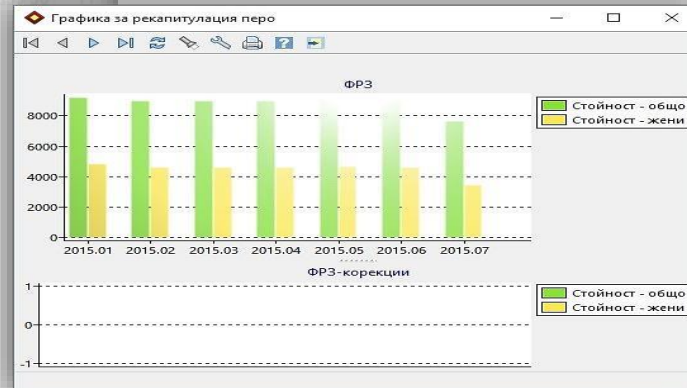 Графика за рекапитулация перо
ФРЗ
Стойност - общо
Стойност - жени
8000
6000
4000
2000
0
2015.01 2015.02 2015.03 2015.04 2015.05 2015.06 2015.07
ФРЗ-корекции
Стойност - общо
Стойност - жени
1
0
-1